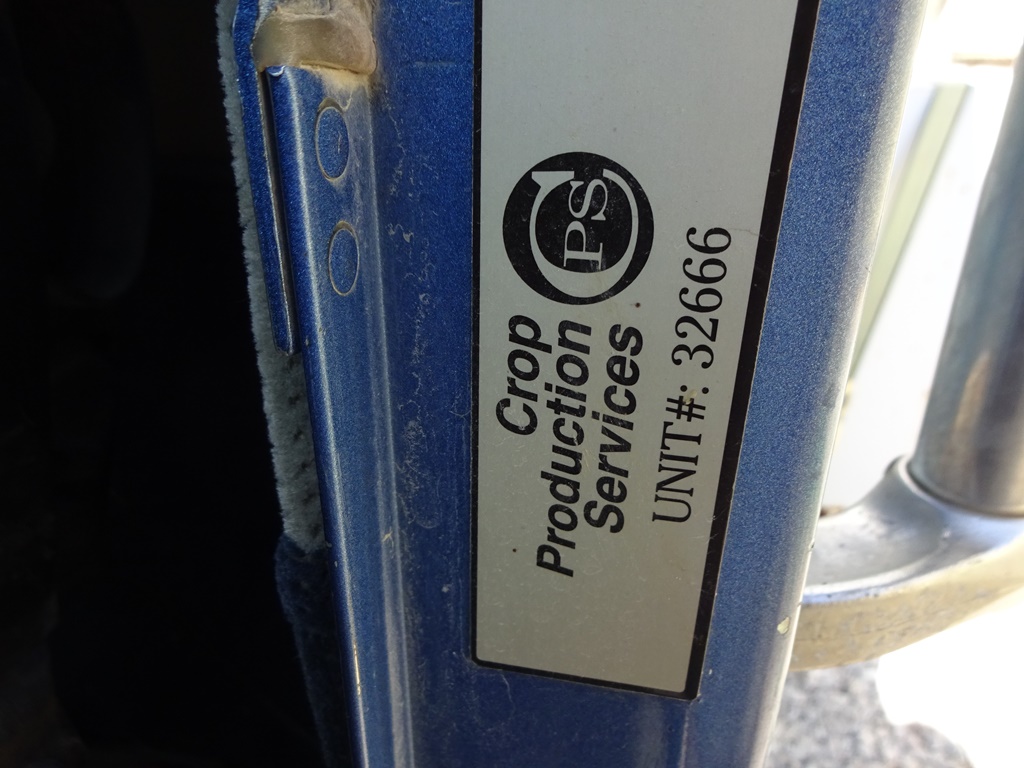 CPS
Crop
Production
Services
UNIT#: 32666